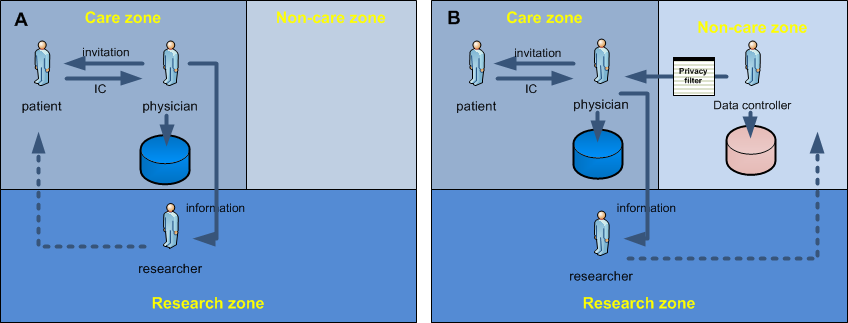 A
Care zone
Non-care zone
invitation
IC
patient
physician
information
researcher
Research zone
B
Care zone
Non-care zone
invitation
Privacy
filter
IC
patient
physician
Data controller
information
researcher
Research zone